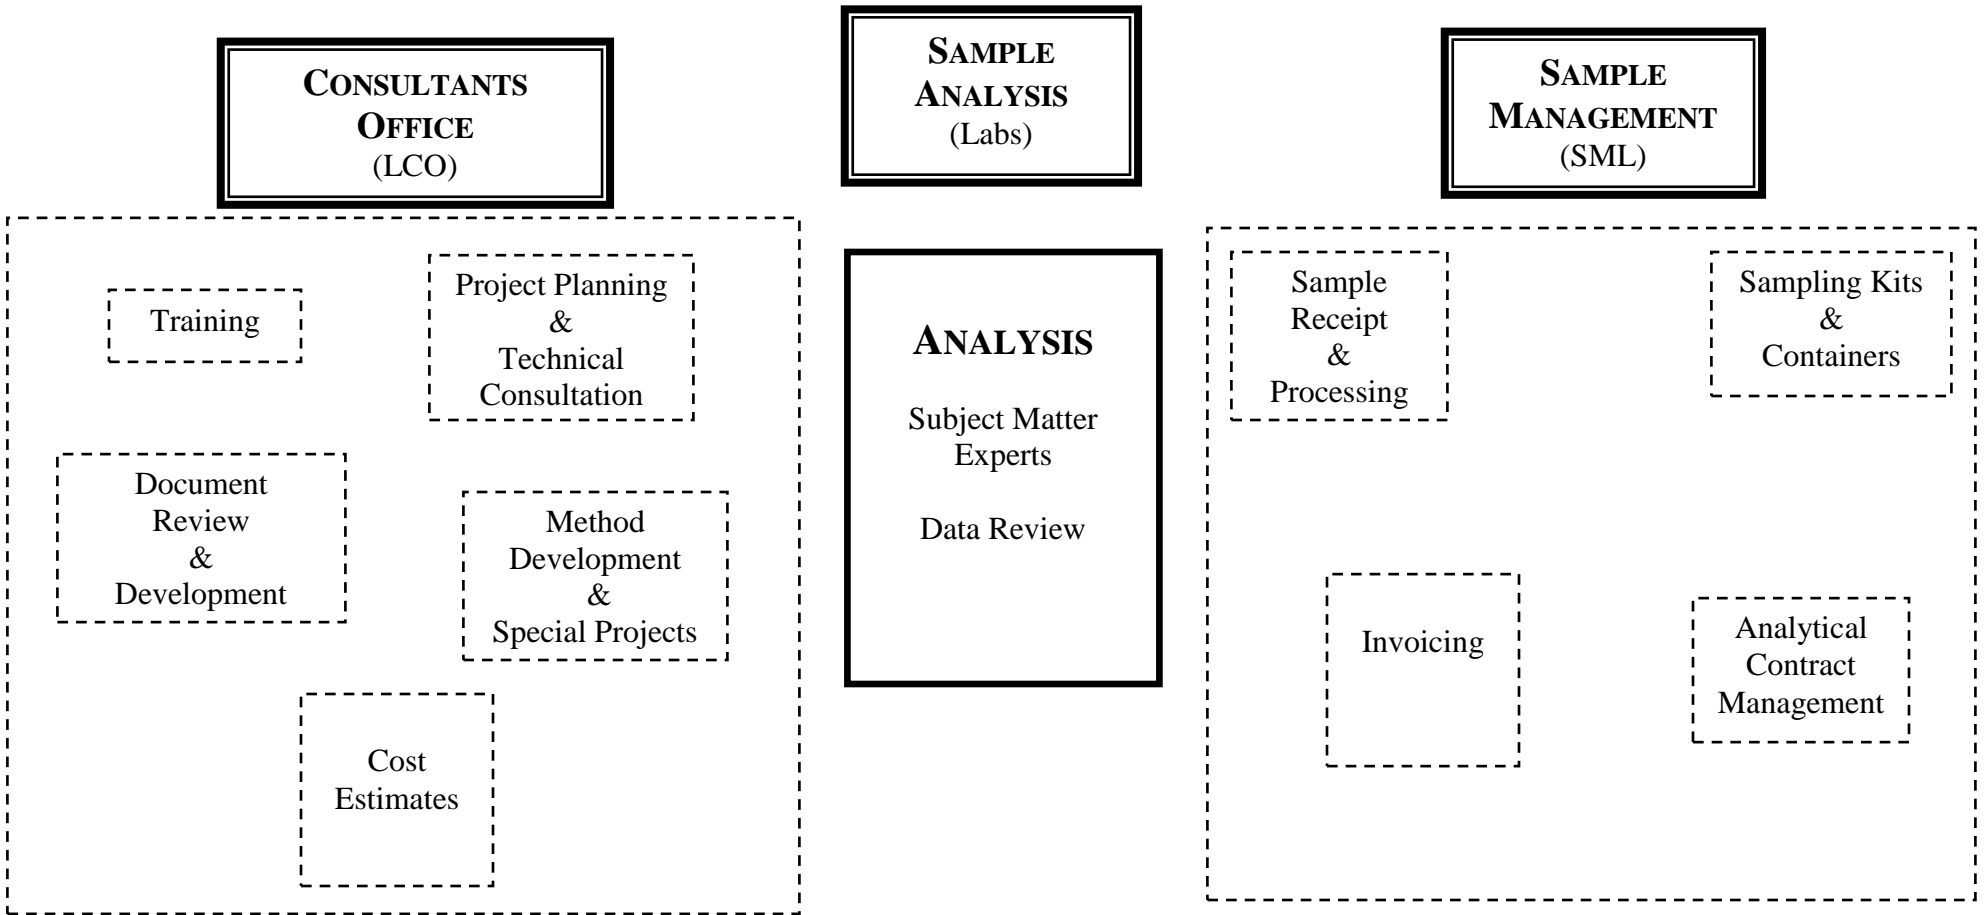 CONSULTANTS
OFFICE
(LCO)
SAMPLE
ANALYSIS
(Labs)
SAMPLE
MANAGEMENT
(SML)
Training
Project Planning
&
Technical
Consultation
Document
Review
&
Development
Method
Development
&
Special Projects
Cost
Estimates
ANALYSIS
Subject Matter
Experts
Data Review
Sample
Receipt
&
Processing
Sampling Kits
&
Containers
Invoicing
Analytical
Contract
Management